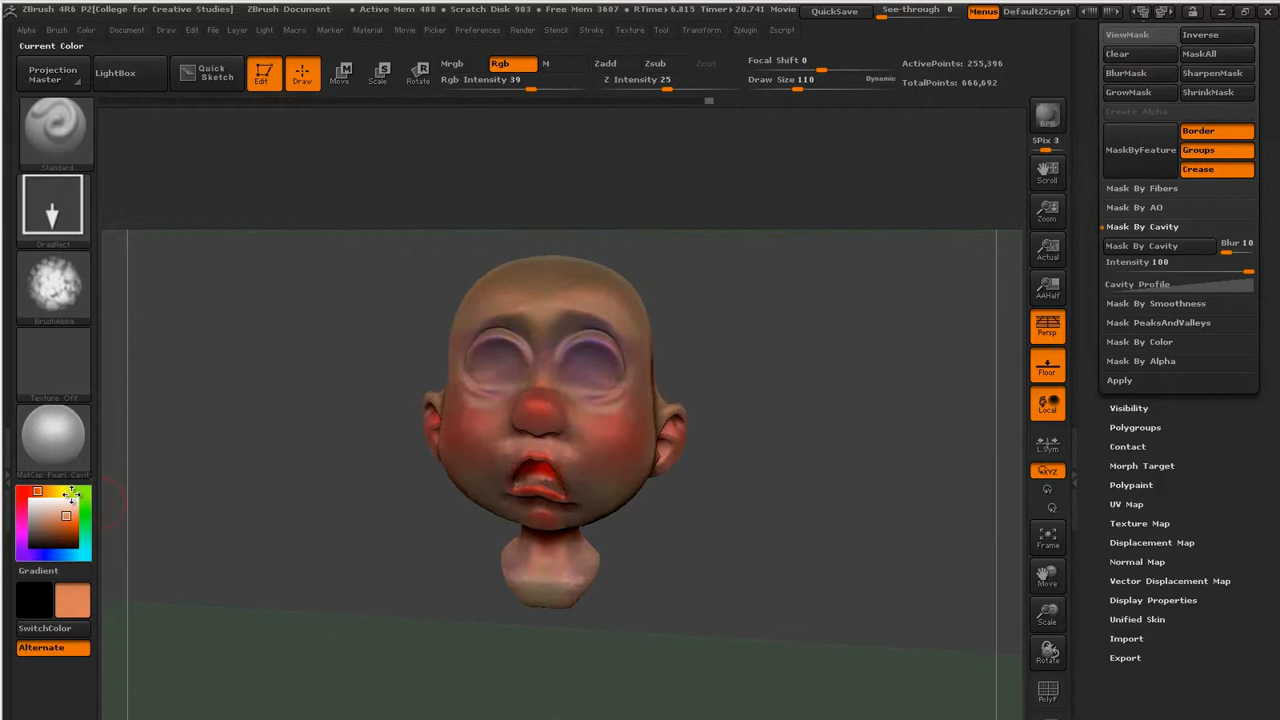 ZBrush 4R6 P2[College for Creative Studies] ZBrush Document • Active Mem 488 • Scratch Disk 903 • Free Mem 3607 • RTime▸6.815 Timer▸20.741 Movie QuickSave See-through 0 Menus DefaultZScript
Alpha Brush Color Document Draw Edit File Layer Light Macro Marker Material Movie Picker Preferences Render Stencil Stroke Texture Tool Transform Zplugin Zscript
Current Color
Projection Master
LightBox
Quick Sketch
Edit
Draw
Move
Scale
Rotate
Mrgb Rgb M
Rgb Intensity 39
Zadd Zsub Zcut
Z Intensity 25
Focal Shift 0
Draw Size 110 Dynamic
ActivePoints: 255,396
TotalPoints: 666,692
Standard
DragRect
BrushAlpha
Texture Off
MatCap Pearl Cavit
Gradient
SwitchColor
Alternate
BPR
SPix 3
Scroll
Zoom
Actual
AAHalf
Persp
Floor
Local
L.Sym
XYZ
Frame
Move
Scale
Rotate
PolyF
ViewMask Inverse
Clear MaskAll
BlurMask SharpenMask
GrowMask ShrinkMask
Create Alpha
MaskByFeature
Border
Groups
Crease
Mask By Fibers
Mask By AO
Mask By Cavity
Mask By Cavity Blur 10
Intensity 100
Cavity Profile
Mask By Smoothness
Mask PeaksAndValleys
Mask By Color
Mask By Alpha
Apply
Visibility
Polygroups
Contact
Morph Target
Polypaint
UV Map
Texture Map
Displacement Map
Normal Map
Vector Displacement Map
Display Properties
Unified Skin
Import
Export